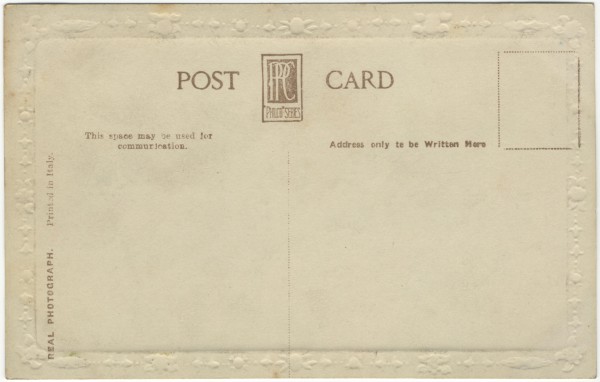 POST CARD
PPC
"PHILCO" SERIES
This space may be used for
communication.
Address only to be Written Here
REAL PHOTOGRAPH. Printed in Italy.